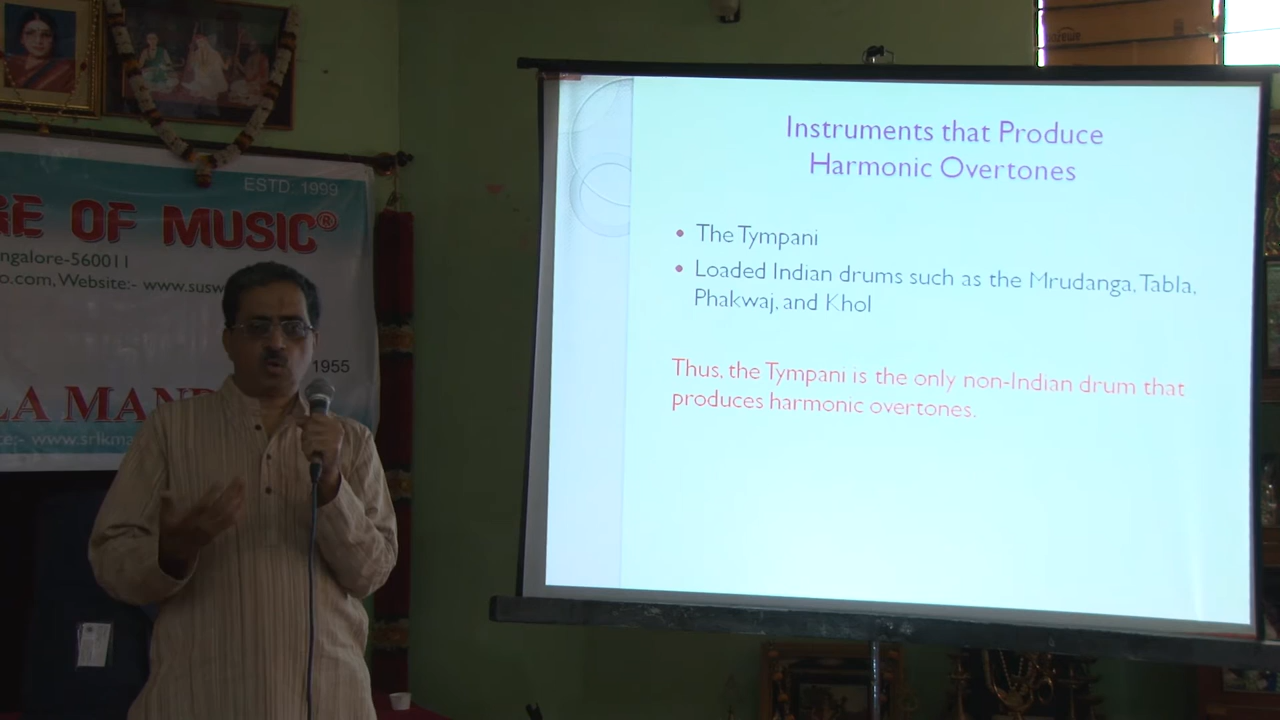 ESTD. 1999
GE OF MUSIC®
ngalore-560011
o.com, Website:- www.susw
1955
LA MAN
te:- www.srlkma
Instruments that Produce
Harmonic Overtones
• The Tympani
• Loaded Indian drums such as the Mrudanga, Tabla,
Phakwaj, and Khol
Thus, the Tympani is the only non-Indian drum that
produces harmonic overtones.